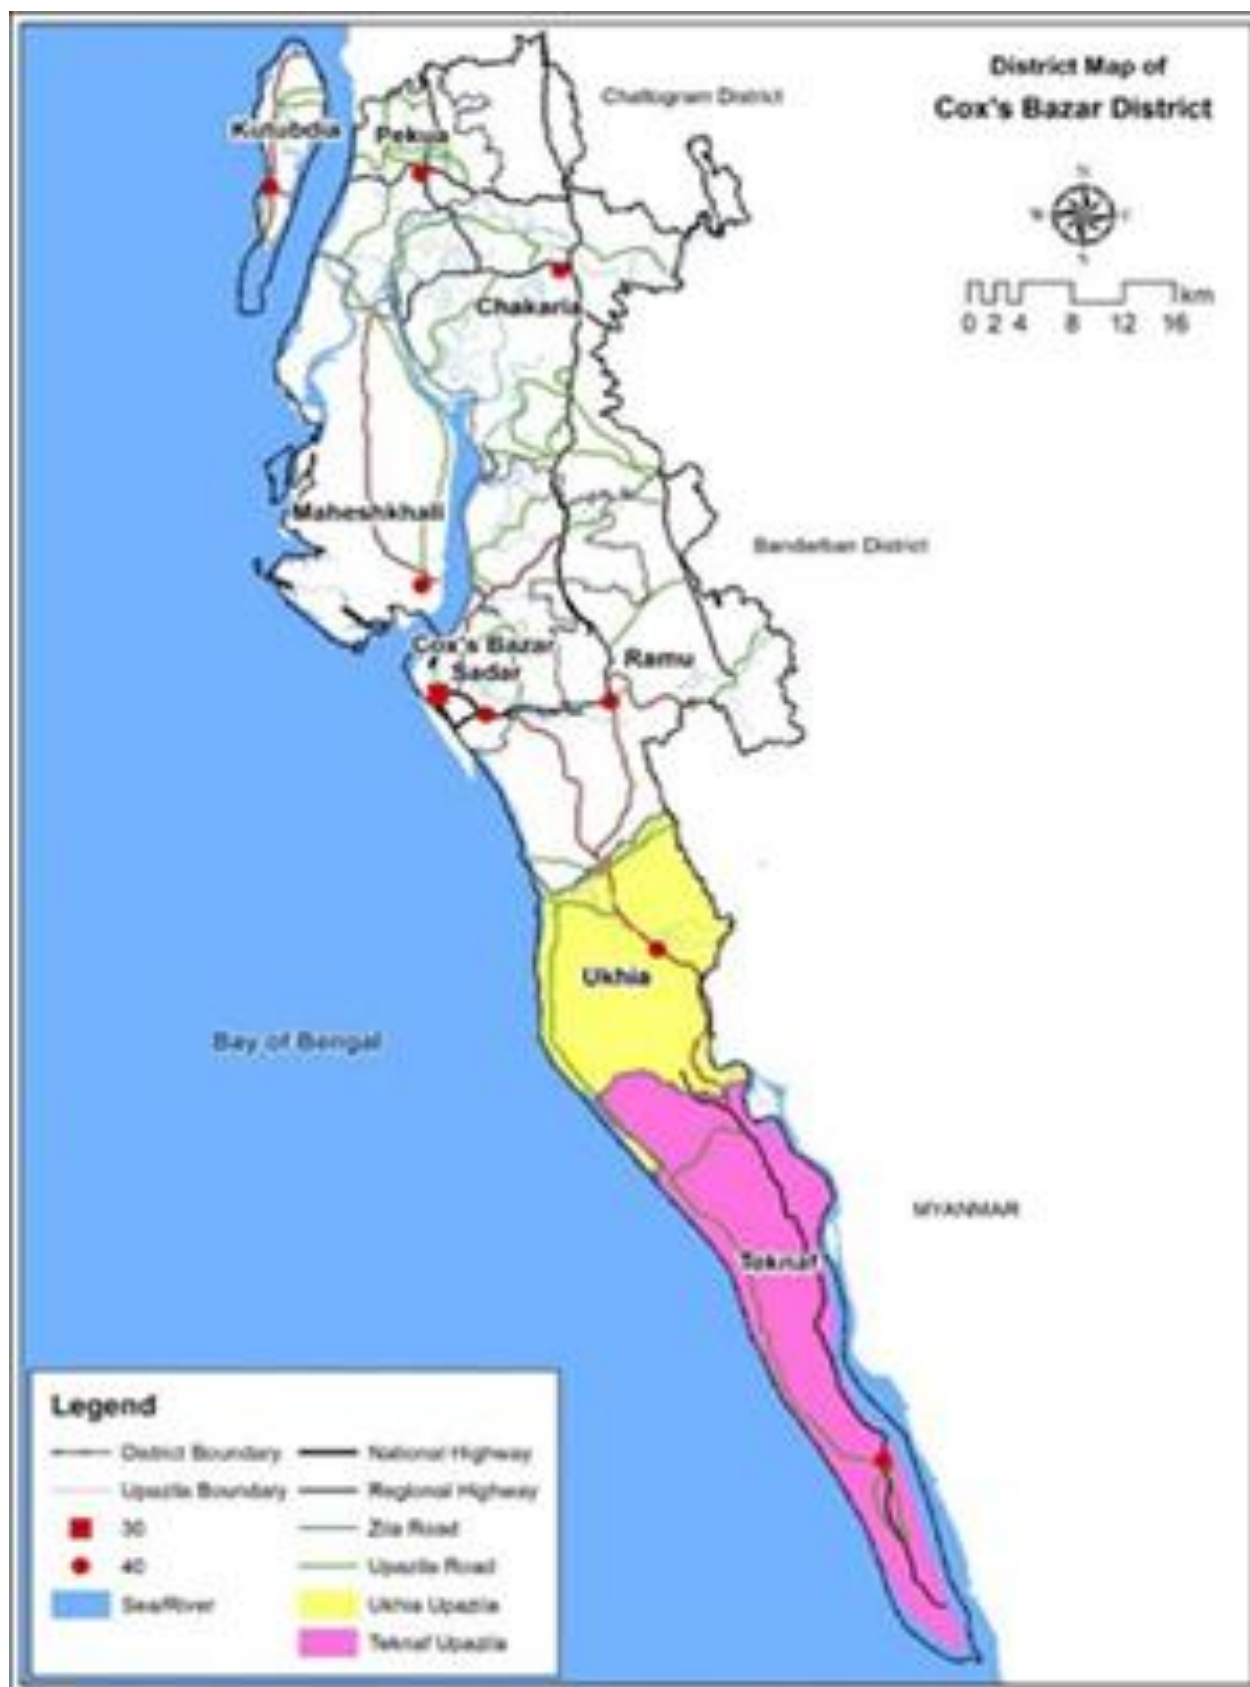 District Map of
Cox's Bazar District
Chattogram District
Kutubdia
Pekua
N
W
E
S
km
0 2 4 8 12 16
Chakaria
Maheshkhali
Bandarban District
Cox's Bazar
Sadar
Ramu
Ukhia
Bay of Bengal
MYANMAR
Teknaf
Legend
District Boundary
National Highway
Upazila Boundary
Regional Highway
30
Zila Road
40
Upazila Road
Sea/River
Ukhia Upazila
Teknaf Upazila